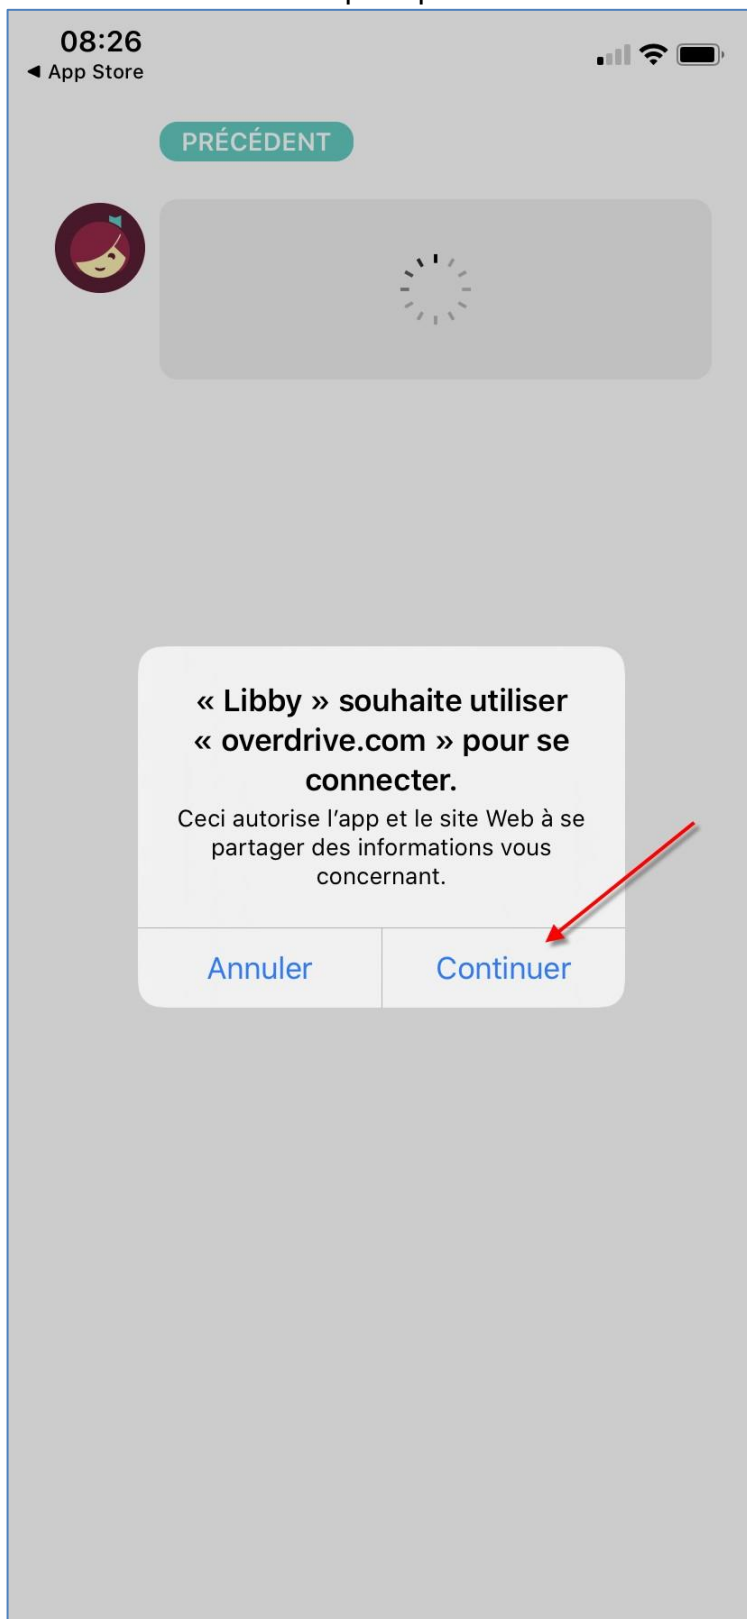 08:26
◀ App Store
PRÉCÉDENT
« Libby » souhaite utiliser
« overdrive.com » pour se
connecter.
Ceci autorise l’app et le site Web à se
partager des informations vous
concernant.
Annuler
Continuer